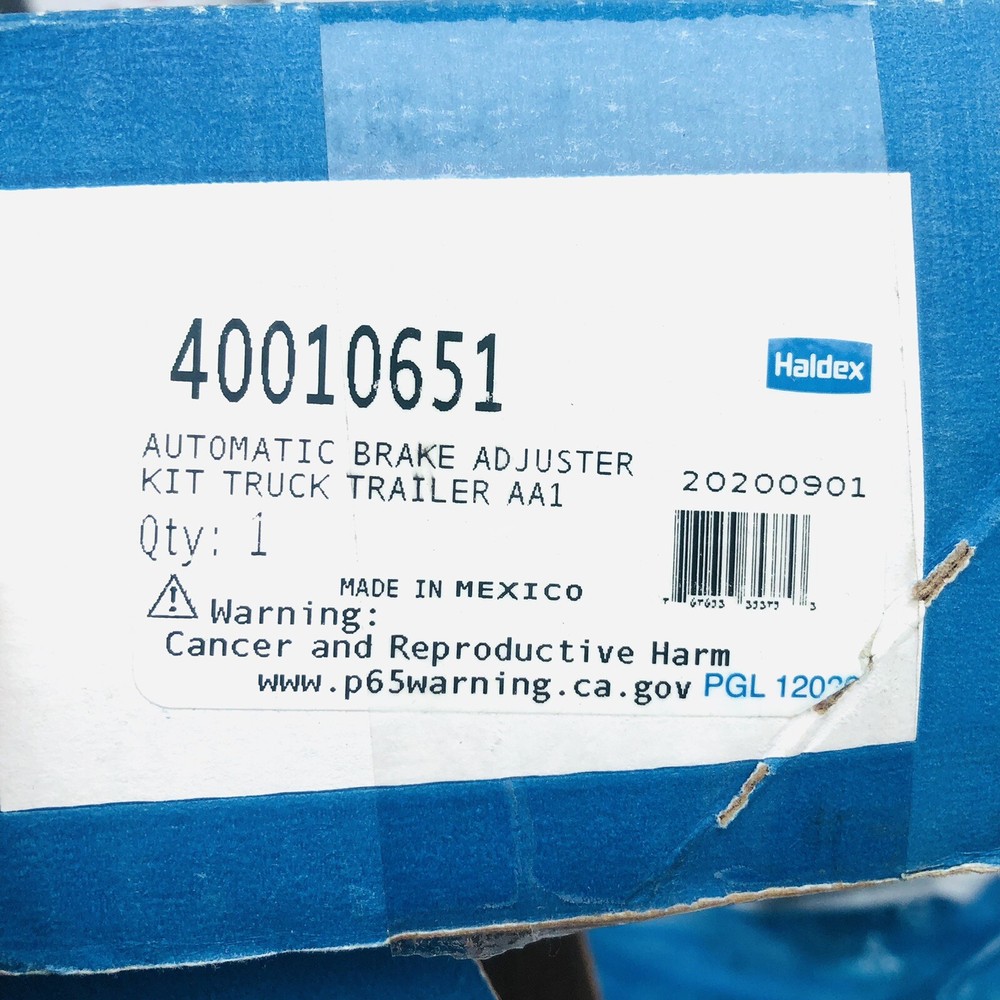 40010651
Haldex
AUTOMATIC BRAKE ADJUSTER
KIT TRUCK TRAILER AA1
20200901
Qty: 1
MADE IN MEXICO
Warning:
Cancer and Reproductive Harm
www.p65warning.ca.gov PGL